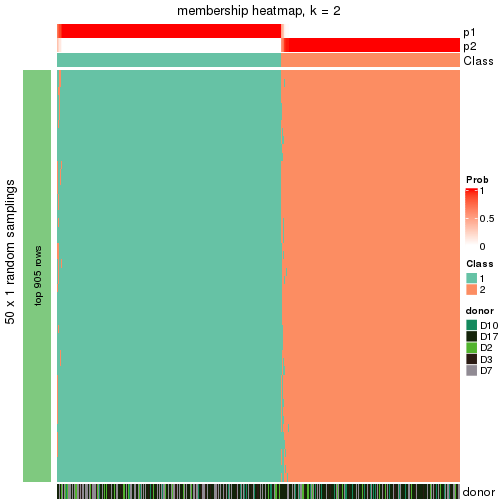 membership heatmap, k = 2
p1
p2
Class
50 x 1 random samplings
top 905 rows
Prob
1
0.5
0
Class
1
2
donor
D10
D17
D2
D3
D7
donor